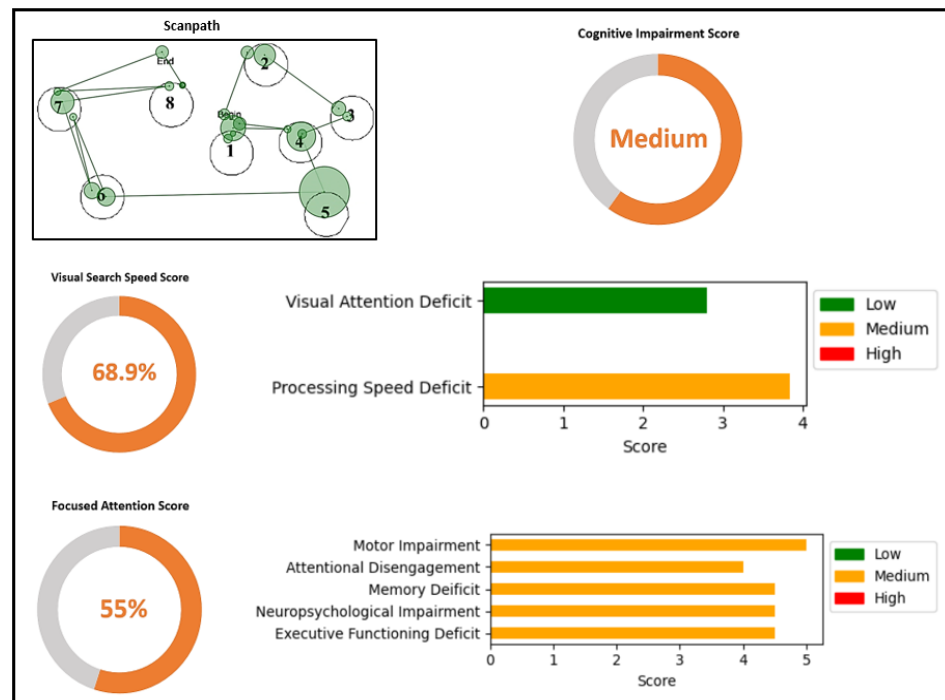 Scanpath
End
2
7
8
3
Begin
1
4
6
5
Cognitive Impairment Score
Medium
Visual Search Speed Score
68.9%
Visual Attention Deficit
Processing Speed Deficit
0 1 2 3 4
Score
Low
Medium
High
Focused Attention Score
55%
Motor Impairment
Attentional Disengagement
Memory Deificit
Neuropsychological Impairment
Executive Functioning Deficit
0 1 2 3 4 5
Score
Low
Medium
High